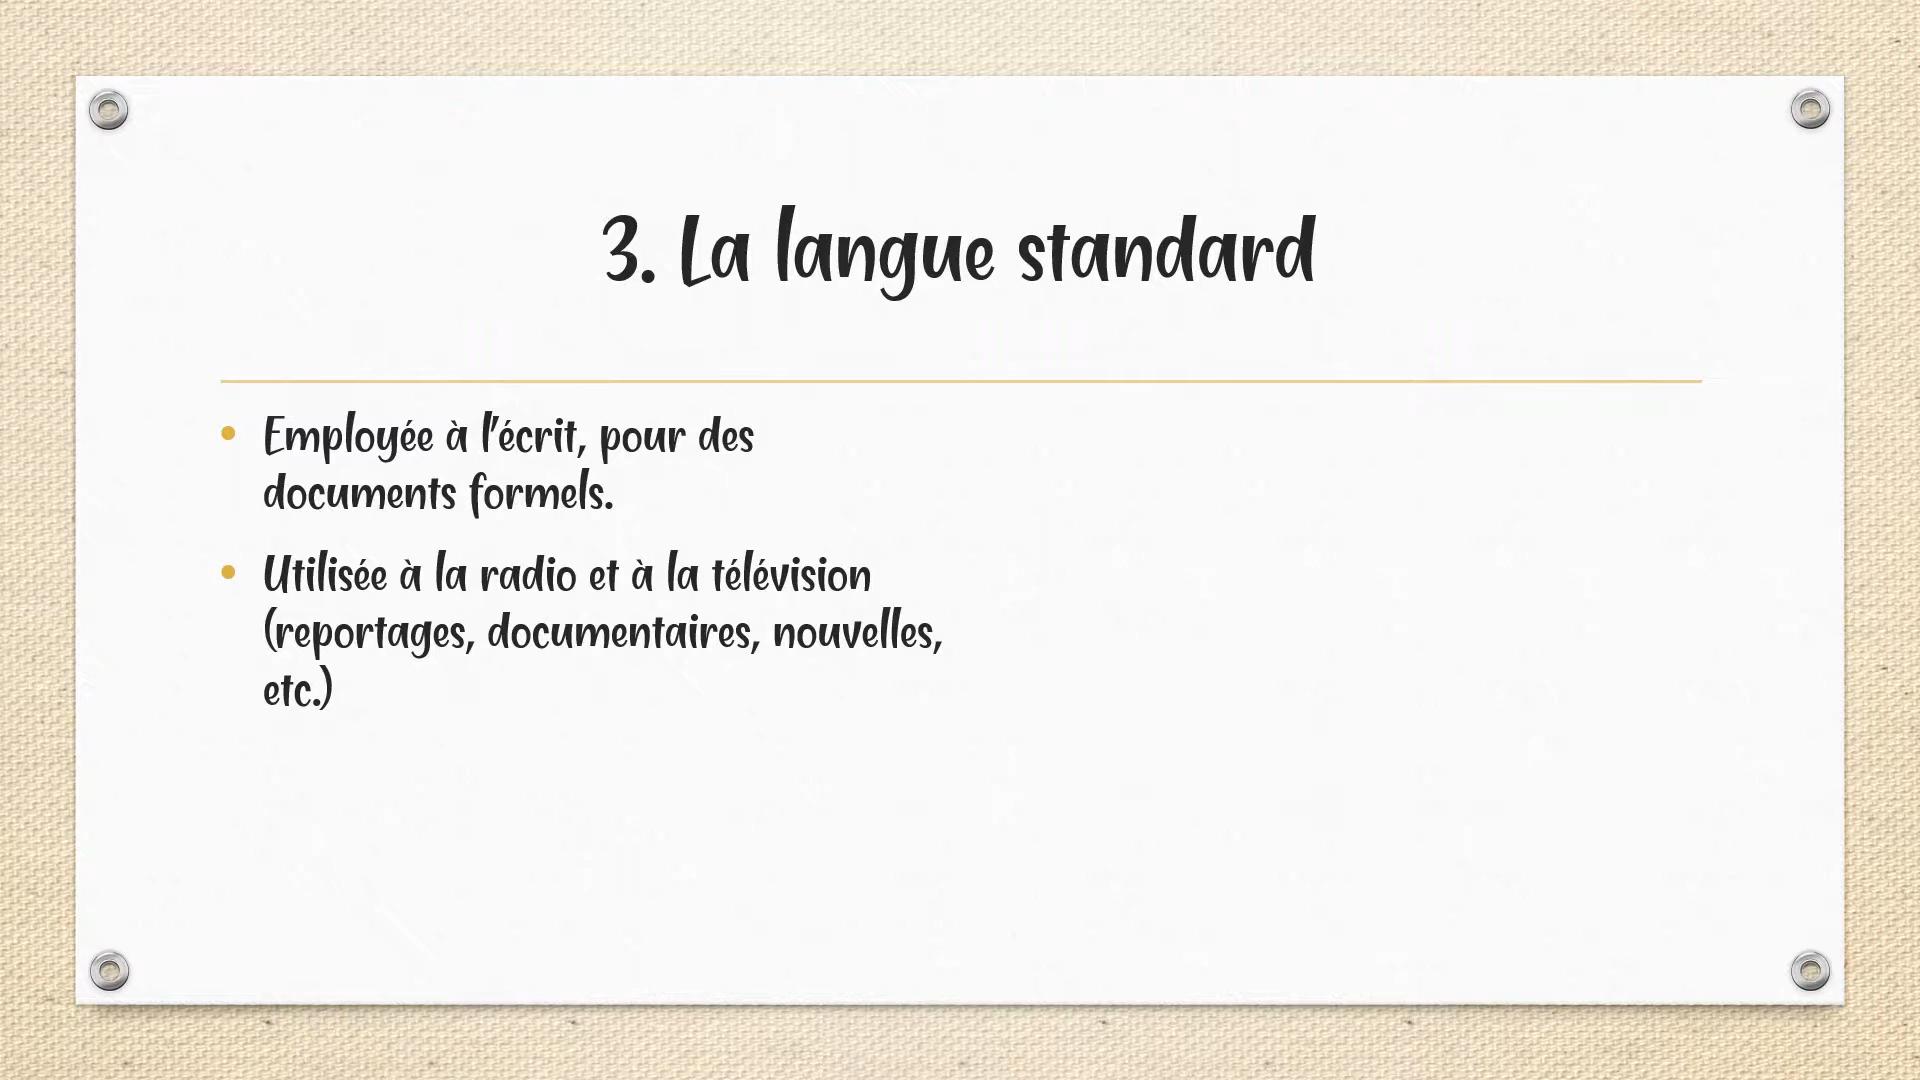 3. La langue standard
• Employée à l'écrit, pour des
documents formels.
• Utilisée à la radio et à la télévision
(reportages, documentaires, nouvelles,
etc.)